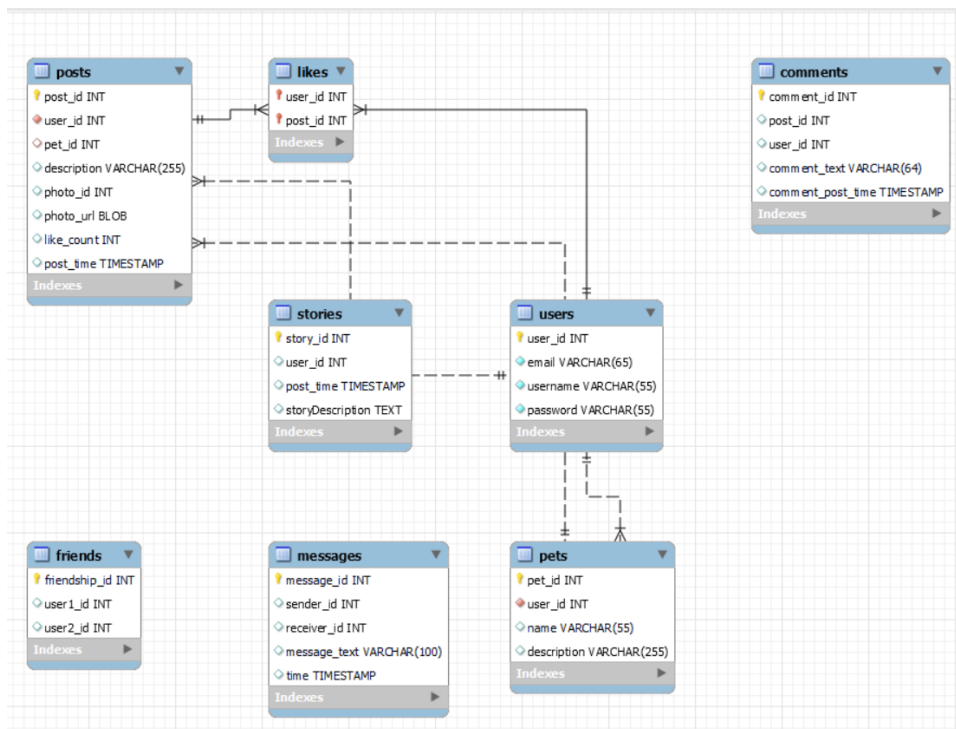 posts
post_id INT
user_id INT
pet_id INT
description VARCHAR(255)
photo_id INT
photo_url BLOB
like_count INT
post_time TIMESTAMP
Indexes
likes
user_id INT
post_id INT
Indexes
comments
comment_id INT
post_id INT
user_id INT
comment_text VARCHAR(64)
comment_post_time TIMESTAMP
Indexes
stories
story_id INT
user_id INT
post_time TIMESTAMP
storyDescription TEXT
Indexes
users
user_id INT
email VARCHAR(65)
username VARCHAR(55)
password VARCHAR(55)
Indexes
friends
friendship_id INT
user1_id INT
user2_id INT
Indexes
messages
message_id INT
sender_id INT
receiver_id INT
message_text VARCHAR(100)
time TIMESTAMP
Indexes
pets
pet_id INT
user_id INT
name VARCHAR(55)
description VARCHAR(255)
Indexes